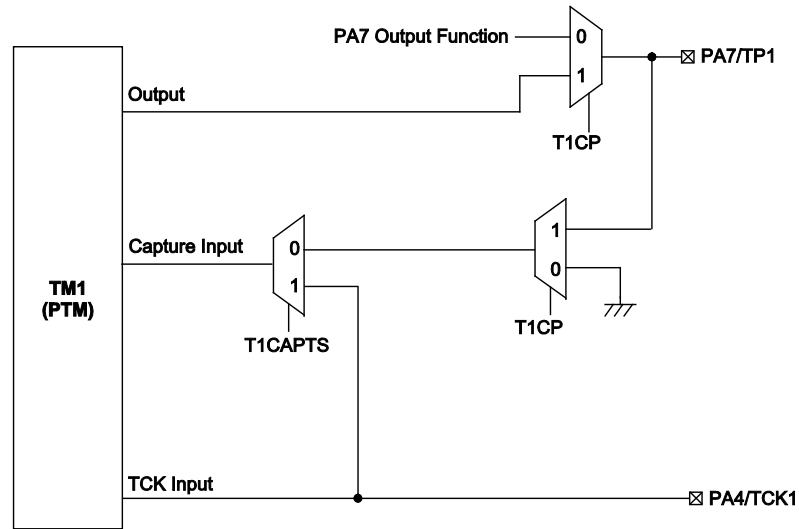 PA7 Output Function
0
1
PA7/TP1
Output
T1CP
Capture Input
0
1
1
0
TM1
(PTM)
T1CAPTS
T1CP
TCK Input
PA4/TCK1